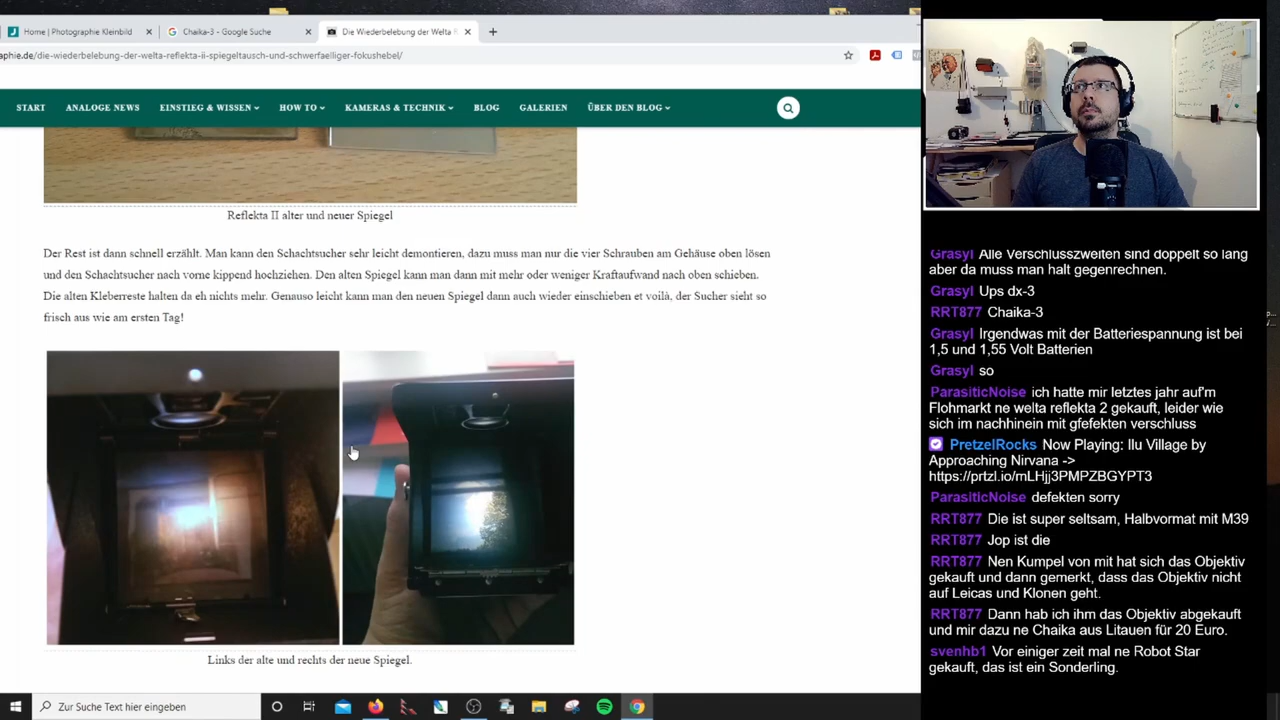 Home | Photographie Kleinbild
Chaika-3 - Google Suche
Die Wiederbelebung der Welta R
aphie.de/die-wiederbelebung-der-welta-reflekta-ii-spiegeltausch-und-schwerfaelliger-fokushebel/
START ANALOGE NEWS EINSTIEG & WISSEN HOW TO KAMERAS & TECHNIK BLOG GALERIEN ÜBER DEN BLOG
Reflekta II alter und neuer Spiegel
Der Rest ist dann schnell erzählt. Man kann den Schachtsucher sehr leicht demontieren, dazu muss man nur die vier Schrauben am Gehäuse oben lösen
und den Schachtsucher nach vorne kippend hochziehen. Den alten Spiegel kann man dann mit mehr oder weniger Kraftaufwand nach oben schieben.
Die alten Kleberreste halten da eh nichts mehr. Genauso leicht kann man den neuen Spiegel dann auch wieder einschieben et voilà, der Sucher sieht so
frisch aus wie am ersten Tag!
Links der alte und rechts der neue Spiegel.
Zur Suche Text hier eingeben
Grasyl Alle Verschlusszweiten sind doppelt so lang
aber da muss man halt gegenrechnen.
Grasyl Ups dx-3
RRT877 Chaika-3
Grasyl Irgendwas mit der Batteriespannung ist bei
1,5 und 1,55 Volt Batterien
Grasyl so
ParasiticNoise ich hatte mir letztes jahr auf'm
Flohmarkt ne welta reflekta 2 gekauft, leider wie
sich im nachhinein mit gfefekten verschluss
PretzelRocks Now Playing: Ilu Village by
Approaching Nirvana ->
https://prtzl.io/mLHjj3PMPZBGYPT3
ParasiticNoise defekten sorry
RRT877 Die ist super seltsam, Halbvormat mit M39
RRT877 Jop ist die
RRT877 Nen Kumpel von mit hat sich das Objektiv
gekauft und dann gemerkt, dass das Objektiv nicht
auf Leicas und Klonen geht.
RRT877 Dann hab ich ihm das Objektiv abgekauft
und mir dazu ne Chaika aus Litauen für 20 Euro.
svenhb1 Vor einiger zeit mal ne Robot Star
gekauft, das ist ein Sonderling.